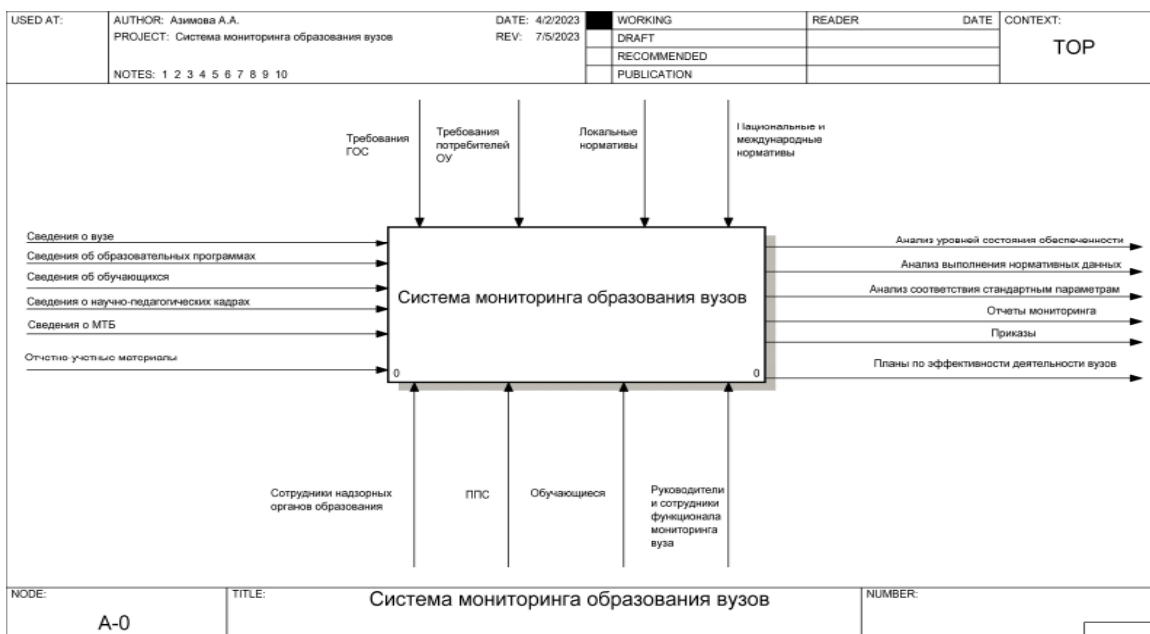 USED AT:
AUTHOR: Азимова А.А.
DATE: 4/2/2023
WORKING
READER
DATE
CONTEXT:
PROJECT: Система мониторинга образования вузов
REV: 7/5/2023
DRAFT
TOP
RECOMMENDED
NOTES: 1 2 3 4 5 6 7 8 9 10
PUBLICATION
Требования
ГОС
Требования
потребителей
ОУ
Локальные
нормативы
Национальные и
международные
нормативы
Сведения о вузе
Сведения об образовательных программах
Сведения об обучающихся
Сведения о научно-педагогических кадрах
Сведения о МТБ
Отчетно учетные материалы
Система мониторинга образования вузов
0
0
Анализ уровней состояния обеспеченности
Анализ выполнения нормативных данных
Анализ соответствия стандартным параметрам
Отчеты мониторинга
Приказы
Планы по эффективности деятельности вузов
Сотрудники надзорных
органов образования
ППС
Обучающиеся
Руководители
и сотрудники
функционала
мониторинга
вуза
NODE:
A-0
TITLE:
Система мониторинга образования вузов
NUMBER: